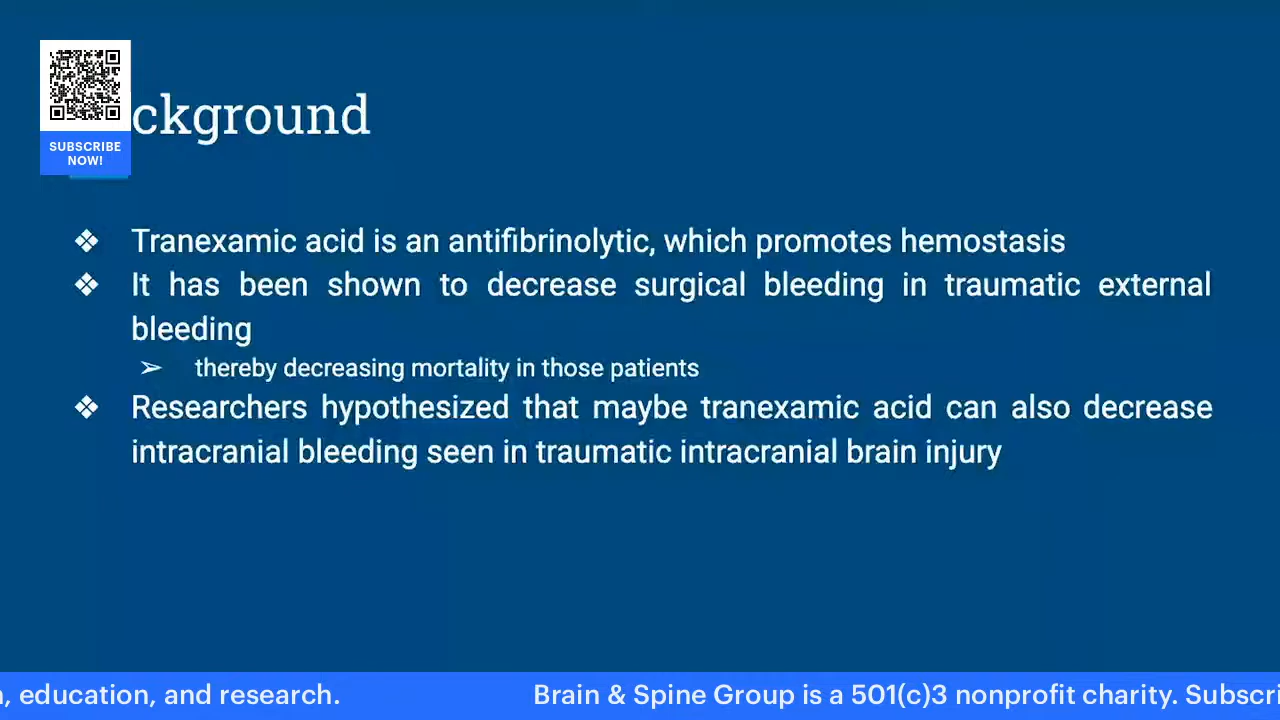 ckground
SUBSCRIBE
NOW!
❖ Tranexamic acid is an antifibrinolytic, which promotes hemostasis
❖ It has been shown to decrease surgical bleeding in traumatic external
bleeding
➢ thereby decreasing mortality in those patients
❖ Researchers hypothesized that maybe tranexamic acid can also decrease
intracranial bleeding seen in traumatic intracranial brain injury
, education, and research. Brain & Spine Group is a 501(c)3 nonprofit charity. Subscri